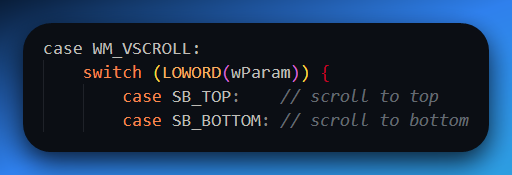 case WM_VSCROLL:
    switch (LOWORD(wParam)) {
        case SB_TOP:    // scroll to top
        case SB_BOTTOM: // scroll to bottom